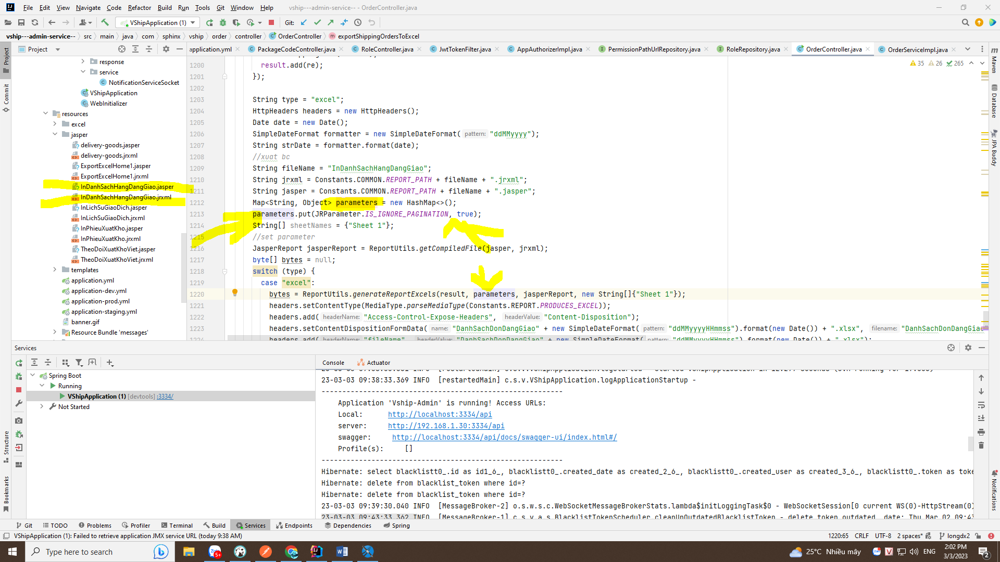 File Edit View Navigate Code Refactor Build Run Tools Git Window Help vship---admin-service-- - OrderController.java
VShipApplication (1) Git:
vship---admin-service-- src main java com sphinx vship order controller OrderController exportShippingOrdersToExcel
Project application.yml PackageCodeController.java RoleController.java JwtTokenFilter.java AppAuthorizerImpl.java PermissionPathUrlRepository.java RoleRepository.java OrderController.java OrderServiceImpl.java
35 26 265
Project
Commit
Structure
Bookmarks
Maven
Database
JPA Buddy
Notifications
response
service
NotificationServiceSocket
VShipApplication
WebInitializer
resources
excel
jasper
delivery-goods.jasper
delivery-goods.jrxml
ExportExcelHome1.jasper
ExportExcelHome1.jrxml
InDanhSachHangDangGiao.jasper
InDanhSachHangDangGiao.jrxml
InLichSuGiaoDich.jasper
InLichSuGiaoDich.jrxml
InPhieuXuatKho.jasper
InPhieuXuatKho.jrxml
TheoDoiXuatKhoViet.jasper
TheoDoiXuatKhoViet.jrxml
templates
application.yml
application-dev.yml
application-prod.yml
application-staging.yml
banner.gif
Resource Bundle 'messages'
1200 result.add(re);
1201 });
1202
1203 String type = "excel";
1204 HttpHeaders headers = new HttpHeaders();
1205 Date date = new Date();
1206 SimpleDateFormat formatter = new SimpleDateFormat( pattern: "ddMMyyyy");
1207 String strDate = formatter.format(date);
1208 //xuat bc
1209 String fileName = "InDanhSachHangDangGiao";
1210 String jrxml = Constants.COMMON.REPORT_PATH + fileName + ".jrxml";
1211 String jasper = Constants.COMMON.REPORT_PATH + fileName + ".jasper";
1212 Map<String, Object> parameters = new HashMap<>();
1213 parameters.put(JRParameter.IS_IGNORE_PAGINATION, true);
1214 String[] sheetNames = {"Sheet 1"};
1215 //set parameter
1216 JasperReport jasperReport = ReportUtils.getCompiledFile(jasper, jrxml);
1217 byte[] bytes = null;
1218 switch (type) {
1219 case "excel":
1220 bytes = ReportUtils.generateReportExcels(result, parameters, jasperReport, new String[]{"Sheet 1"});
1221 headers.setContentType(MediaType.parseMediaType(Constants.REPORT.PRODUCES_EXCEL));
1222 headers.add( headerName: "Access-Control-Expose-Headers", headerValue: "Content-Disposition");
1223 headers.setContentDispositionFormData( name: "DanhSachDonDangGiao" + new SimpleDateFormat( pattern: "ddMMyyyyHHmmss").format(new Date()) + ".xlsx", filename: "DanhSachDonDangGiao"
1224 headers.add( headerName: "fileName", headerValue: "DanhSachDonDangGiao" + new SimpleDateFormat( pattern: "ddMMyyyyHHmmss").format(new Date()) + ".xlsx");
Services
Console Actuator
Spring Boot
Running
VShipApplication (1) [devtools] :3334/
Not Started
23-03-03 09:38:33.369 INFO [restartedMain] c.s.v.VShipApplication.logApplicationStartup -
----------------------------------------------------------
Application 'Vship-Admin' is running! Access URLs:
Local: http://localhost:3334/api
server: http://192.168.1.30:3334/api
swagger: http://localhost:3334/api/docs/swagger-ui/index.html#/
Profile(s): []
----------------------------------------------------------
Hibernate: select blacklistt0_.id as id1_6_, blacklistt0_.created_date as created_2_6_, blacklistt0_.created_user as created_3_6_, blacklistt0_.token as toke
Hibernate: delete from blacklist_token where id=?
Hibernate: delete from blacklist_token where id=?
23-03-03 09:39:30.040 INFO [MessageBroker-2] o.s.w.s.c.WebSocketMessageBrokerStats.lambda$initLoggingTask$0 - WebSocketSession[0 current WS(0)-HttpStream(0)
23-03-03 09:43:33.362 INFO [MessageBroker-1] c.s.v.a.s.BlacklistTokenScheduler.cleanUpOutdatedBlacklistToken - delete token outdated, date: Thu Mar 02 09:43
Git TODO Problems Profiler Terminal Build Services Endpoints Dependencies Spring
VShipApplication (1): Failed to retrieve application JMX service URL (today 9:38 AM) 1220:65 CRLF UTF-8 2 spaces* longdx2
Type here to search 25°C Nhiều mây ENG 2:02 PM
3/3/2023